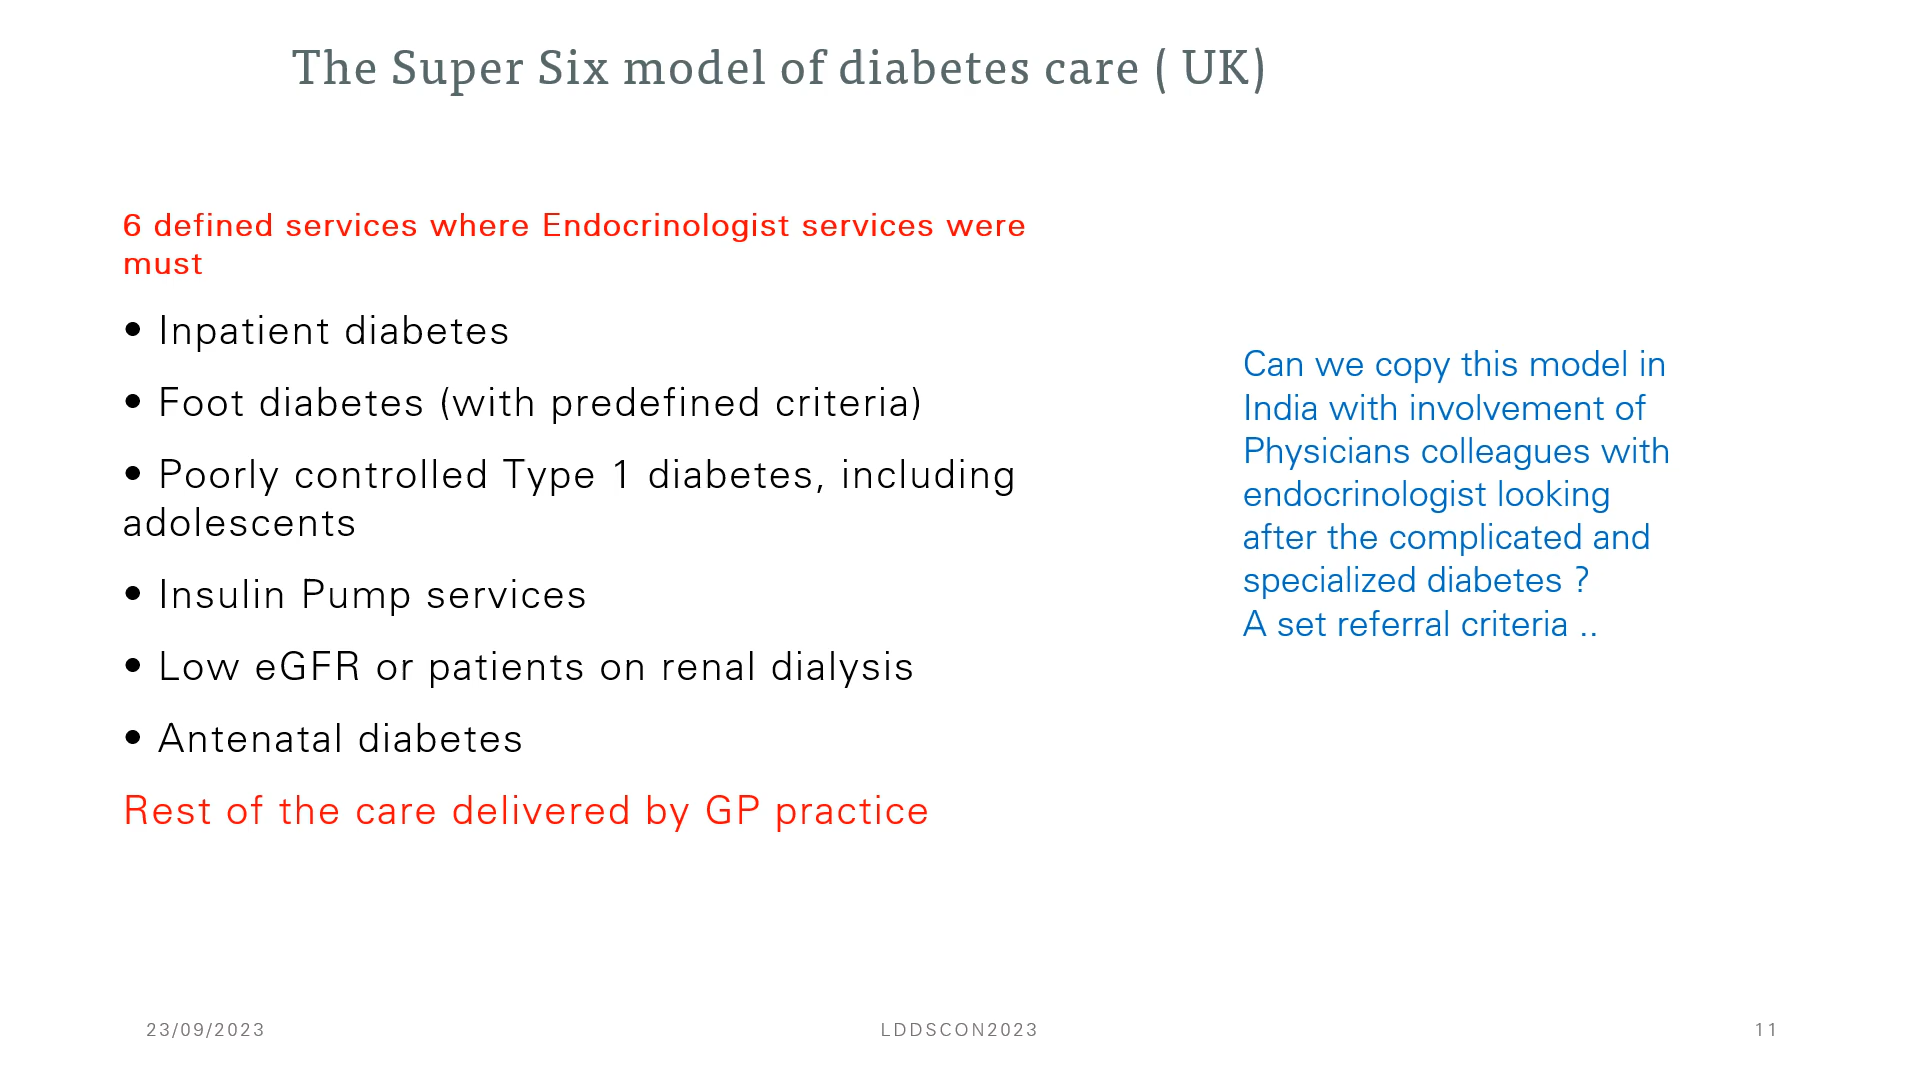 The Super Six model of diabetes care ( UK)
6 defined services where Endocrinologist services were
must
• Inpatient diabetes
• Foot diabetes (with predefined criteria)
• Poorly controlled Type 1 diabetes, including
adolescents
• Insulin Pump services
• Low eGFR or patients on renal dialysis
• Antenatal diabetes
Rest of the care delivered by GP practice
Can we copy this model in
India with involvement of
Physicians colleagues with
endocrinologist looking
after the complicated and
specialized diabetes ?
A set referral criteria ..
23/09/2023
LDDSCON2023
11